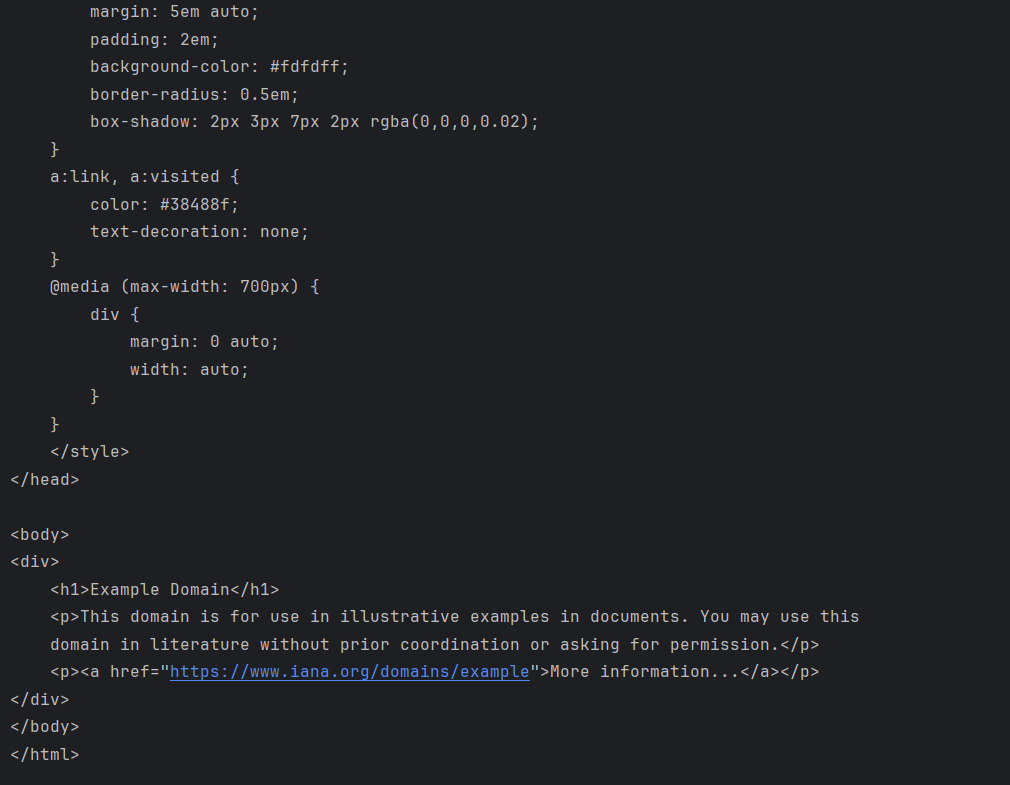 margin: 5em auto;
        padding: 2em;
        background-color: #fdfdff;
        border-radius: 0.5em;
        box-shadow: 2px 3px 7px 2px rgba(0,0,0,0.02);
    }
    a:link, a:visited {
        color: #38488f;
        text-decoration: none;
    }
    @media (max-width: 700px) {
        div {
            margin: 0 auto;
            width: auto;
        }
    }
    </style>
</head>

<body>
<div>
    <h1>Example Domain</h1>
    <p>This domain is for use in illustrative examples in documents. You may use this
    domain in literature without prior coordination or asking for permission.</p>
    <p><a href="https://www.iana.org/domains/example">More information...</a></p>
</div>
</body>
</html>